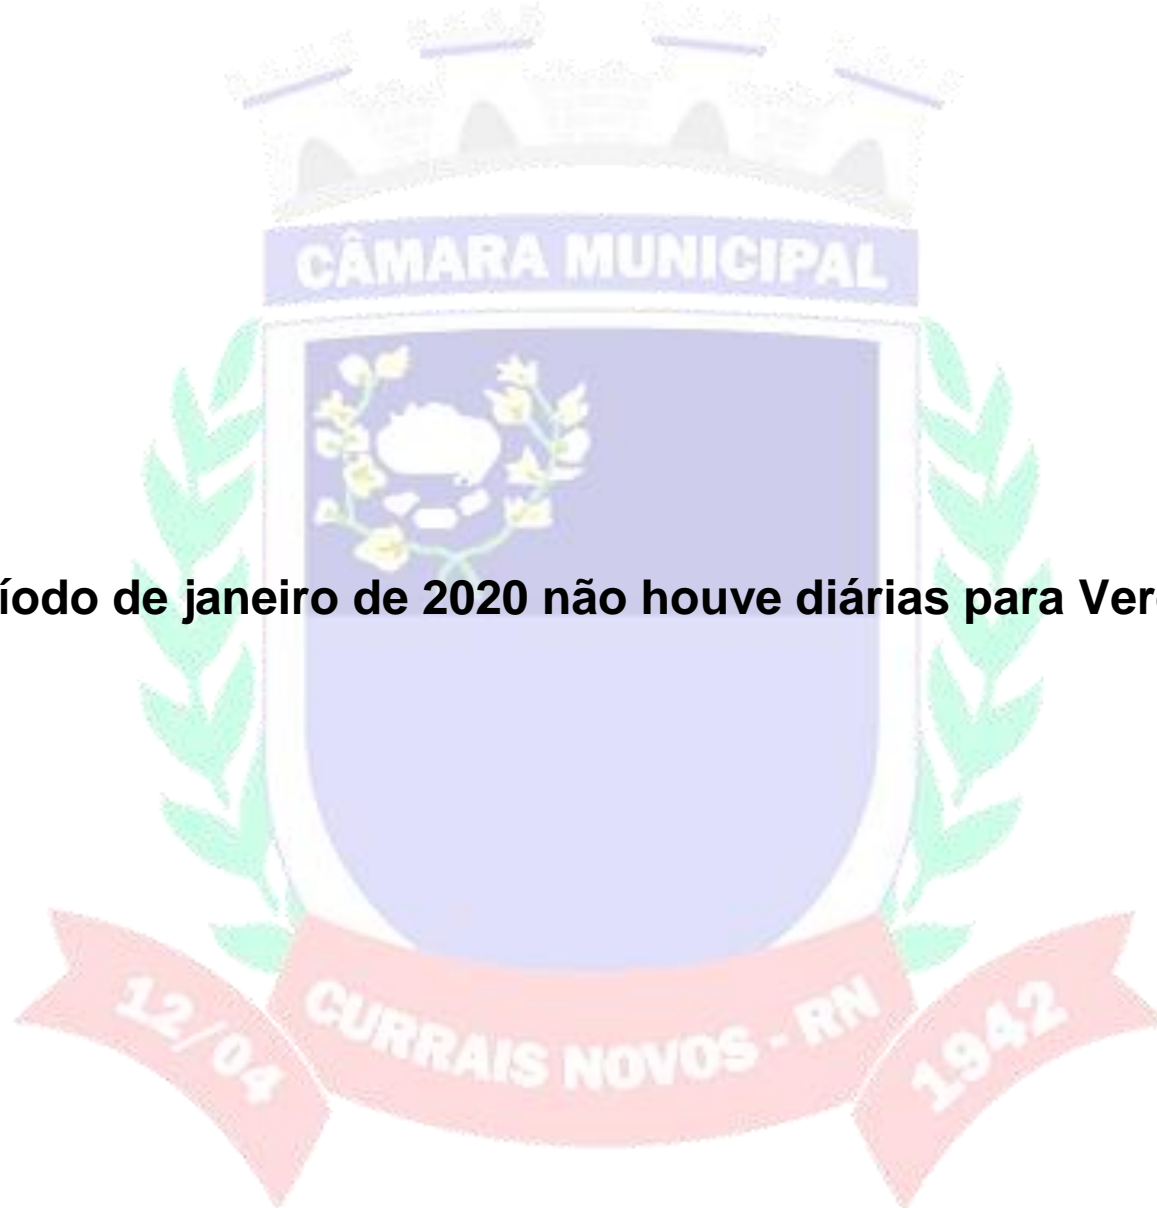 CÂMARA MUNICIPAL
íodo de janeiro de 2020 não houve diárias para Ver
12/04
CURRAIS NOVOS - RN
1942